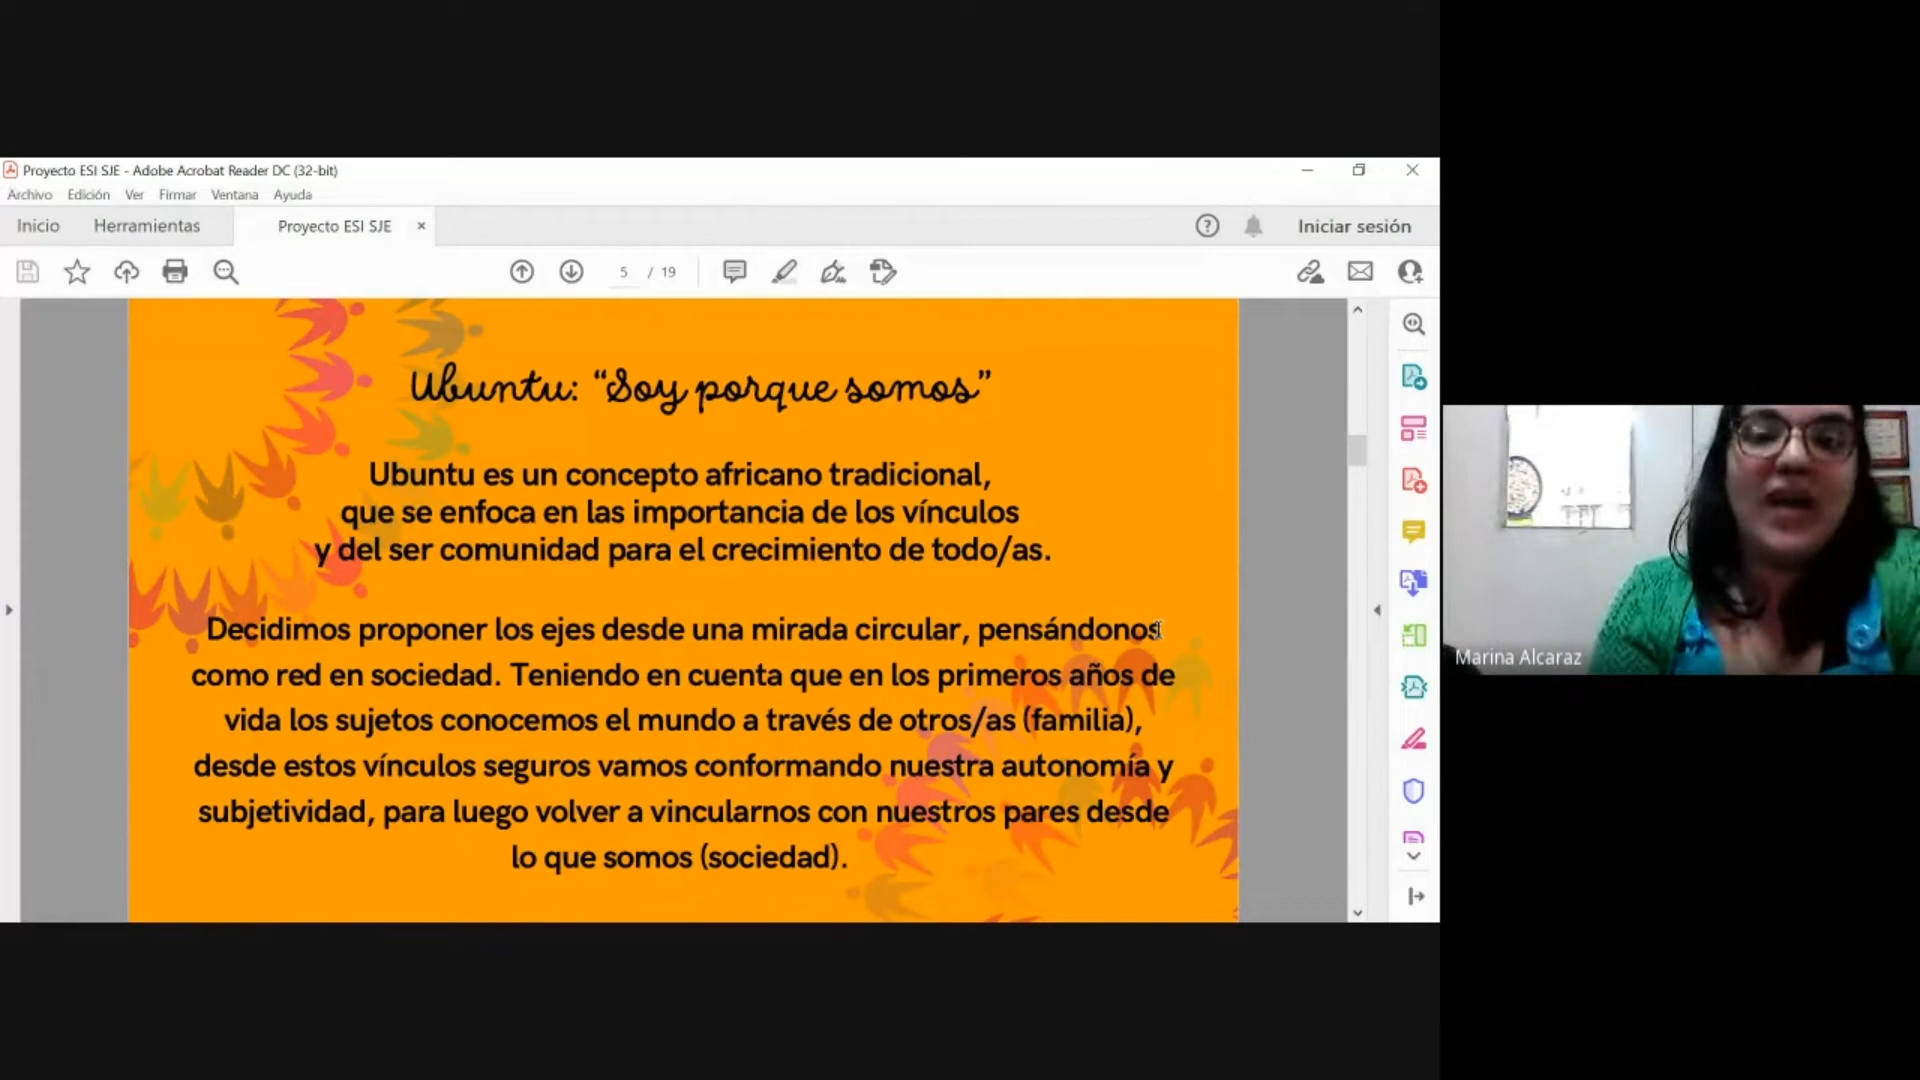 Proyecto ESI SJE - Adobe Acrobat Reader DC (32-bit)
Archivo Edición Ver Firmar Ventana Ayuda
Inicio Herramientas Proyecto ESI SJE × Iniciar sesión
5 / 19
Ubuntu: “Soy porque somos”
Ubuntu es un concepto africano tradicional,
que se enfoca en las importancia de los vínculos
y del ser comunidad para el crecimiento de todo/as.
Decidimos proponer los ejes desde una mirada circular, pensándonos
como red en sociedad. Teniendo en cuenta que en los primeros años de
vida los sujetos conocemos el mundo a través de otros/as (familia),
desde estos vínculos seguros vamos conformando nuestra autonomía y
subjetividad, para luego volver a vincularnos con nuestros pares desde
lo que somos (sociedad).
Marina Alcaraz